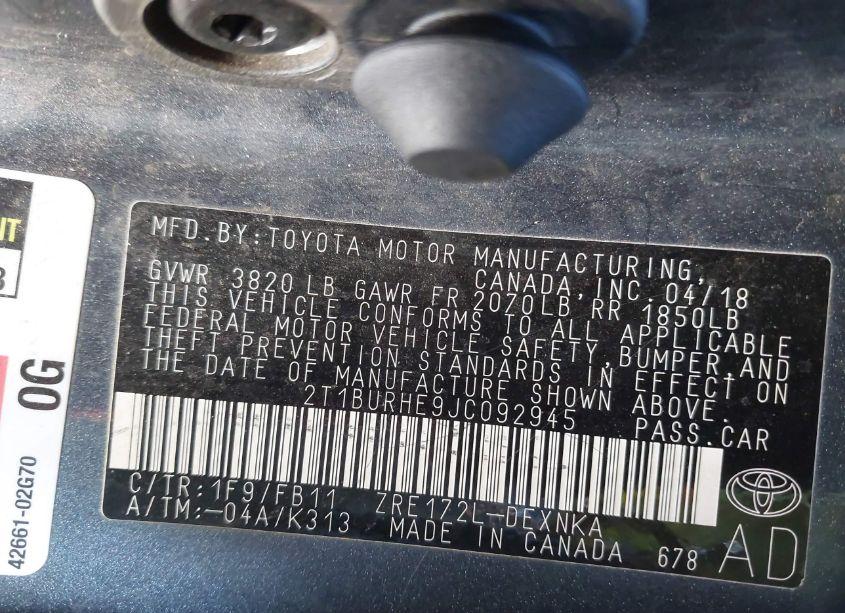 MFD.BY:TOYOTA MOTOR MANUFACTURING,
CANADA, INC. 04/18
GVWR 3820 LB GAWR FR 2070LB RR 1850LB
THIS VEHICLE CONFORMS TO ALL APPLICABLE
FEDERAL MOTOR VEHICLE SAFETY,BUMPER,AND
THEFT PREVENTION STANDARDS IN EFFECT ON
THE DATE OF MANUFACTURE SHOWN ABOVE.
2T1BURHE9JC092945 PASS.CAR
C/TR:1F9/FB11 ZRE172L-DEXNKA
A/TM:-04A/K313 MADE IN CANADA 678
AD
0G
42661-02G70